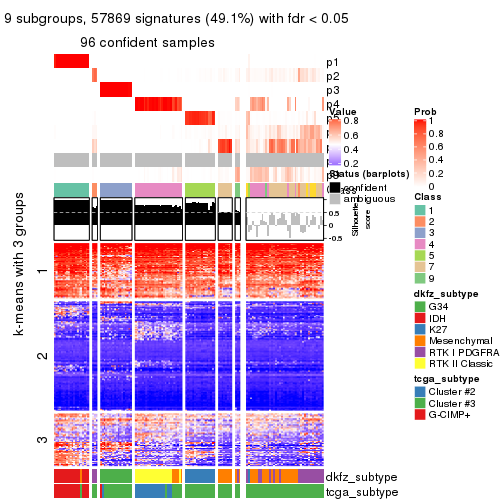 9 subgroups, 57869 signatures (49.1%) with fdr < 0.05
96 confident samples
p1
p2
p3
p4
Value
0.8
0.6
0.4
0.2
Status (barplots)
confident
ambiguous
Class
0.5
0
-0.5
Silhouette
score
k-means with 3 groups
1
2
3
dkfz_subtype
tcga_subtype
Prob
1
0.8
0.6
0.4
0.2
0
Class
1
2
3
4
5
7
9
dkfz_subtype
G34
IDH
K27
Mesenchymal
RTK I PDGFRA
RTK II Classic
tcga_subtype
Cluster #2
Cluster #3
G-CIMP+